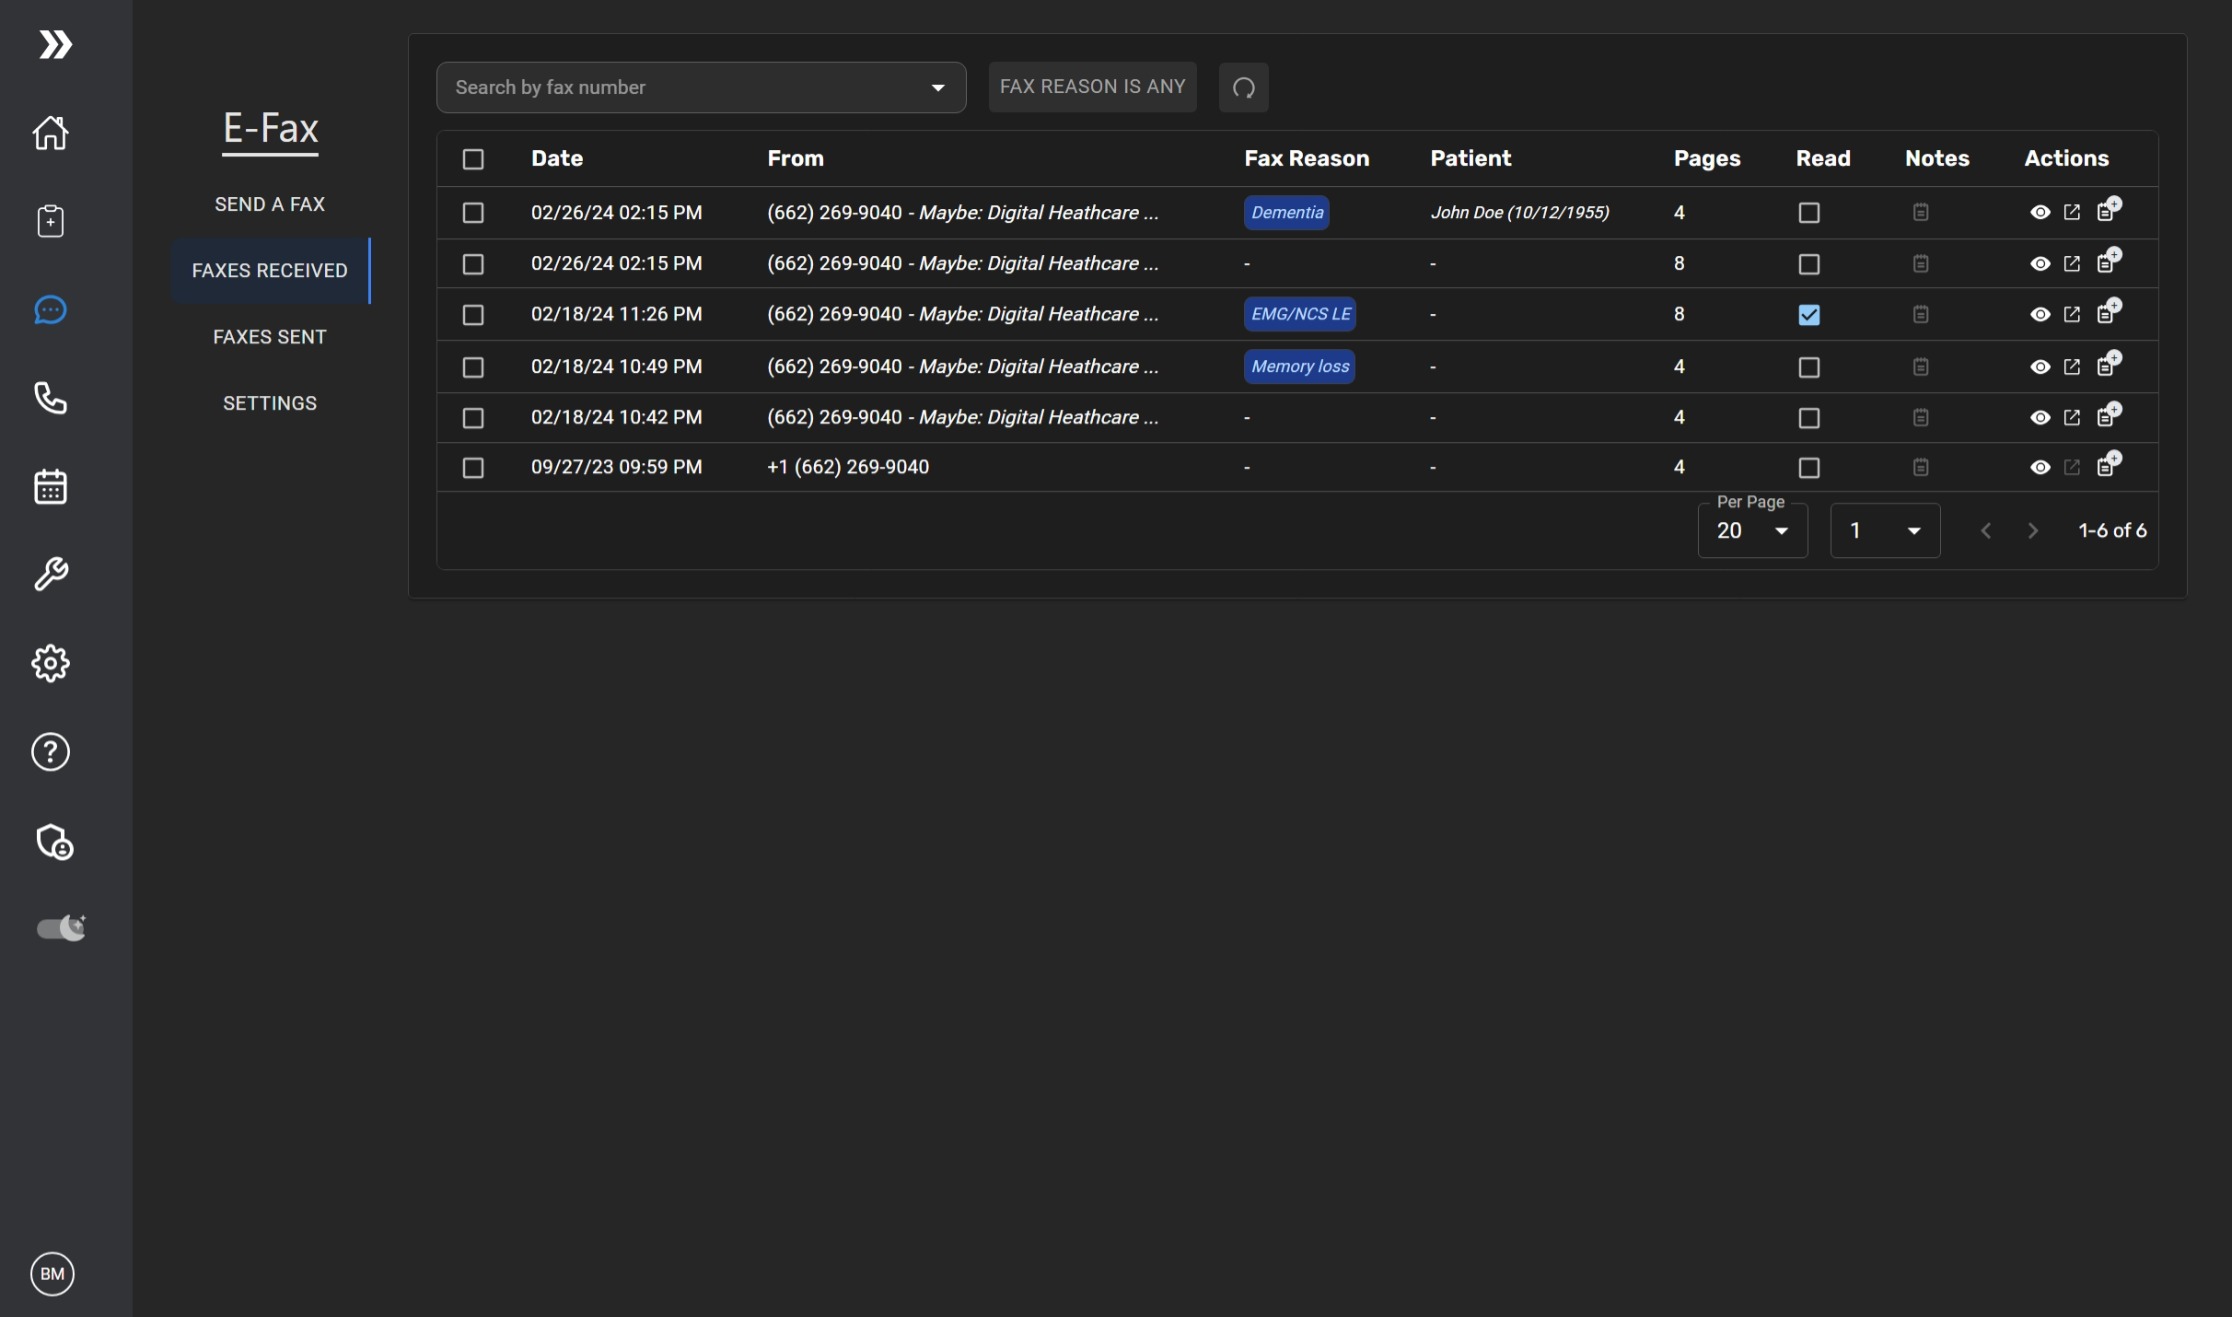 Search by fax number FAX REASON IS ANY
E-Fax
SEND A FAX
FAXES RECEIVED
FAXES SENT
SETTINGS
Date From Fax Reason Patient Pages Read Notes Actions
02/26/24 02:15 PM (662) 269-9040 - Maybe: Digital Heathcare ... Dementia John Doe (10/12/1955) 4
02/26/24 02:15 PM (662) 269-9040 - Maybe: Digital Heathcare ... - - 8
02/18/24 11:26 PM (662) 269-9040 - Maybe: Digital Heathcare ... EMG/NCS LE - 8
02/18/24 10:49 PM (662) 269-9040 - Maybe: Digital Heathcare ... Memory loss - 4
02/18/24 10:42 PM (662) 269-9040 - Maybe: Digital Heathcare ... - - 4
09/27/23 09:59 PM +1 (662) 269-9040 - - 4
Per Page
20 1 1-6 of 6
BM